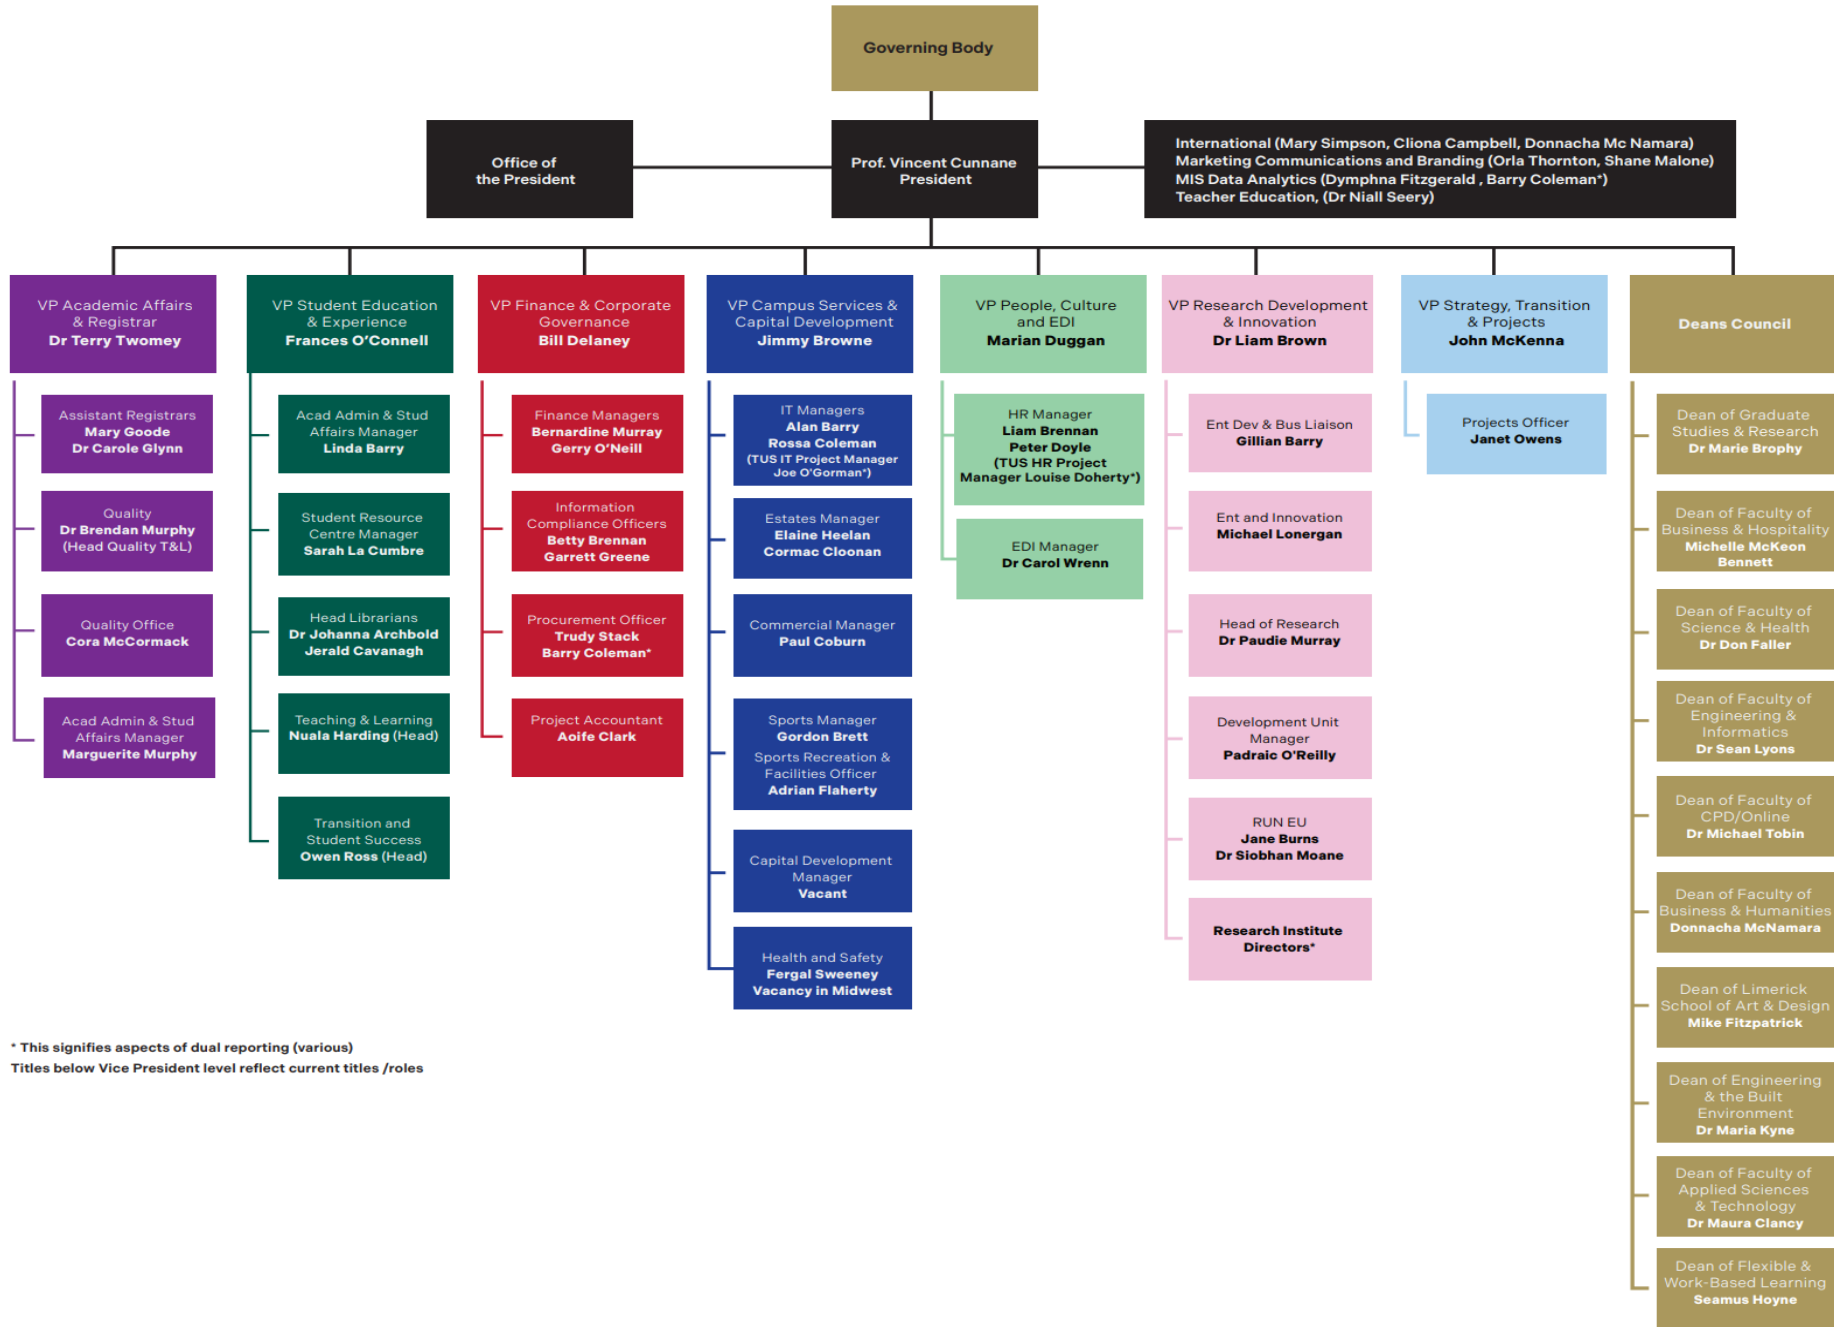 Governing Body
Office of
the President
Prof. Vincent Cunnane
President
International (Mary Simpson, Cliona Campbell, Donnacha Mc Namara)
Marketing Communications and Branding (Orla Thornton, Shane Malone)
MIS Data Analytics (Dymphna Fitzgerald , Barry Coleman*)
Teacher Education, (Dr Niall Seery)
VP Academic Affairs
& Registrar
Dr Terry Twomey
Assistant Registrars
Mary Goode
Dr Carole Glynn
Quality
Dr Brendan Murphy
(Head Quality T&L)
Quality Office
Cora McCormack
Acad Admin & Stud
Affairs Manager
Marguerite Murphy
VP Student Education
& Experience
Frances O'Connell
Acad Admin & Stud
Affairs Manager
Linda Barry
Student Resource
Centre Manager
Sarah La Cumbre
Head Librarians
Dr Johanna Archbold
Jerald Cavanagh
Teaching & Learning
Nuala Harding (Head)
Transition and
Student Success
Owen Ross (Head)
VP Finance & Corporate
Governance
Bill Delaney
Finance Managers
Bernardine Murray
Gerry O'Neill
Information
Compliance Officers
Betty Brennan
Garrett Greene
Procurement Officer
Trudy Stack
Barry Coleman*
Project Accountant
Aoife Clark
VP Campus Services &
Capital Development
Jimmy Browne
IT Managers
Alan Barry
Rossa Coleman
(TUS IT Project Manager
Joe O'Gorman*)
Estates Manager
Elaine Heelan
Cormac Cloonan
Commercial Manager
Paul Coburn
Sports Manager
Gordon Brett
Sports Recreation &
Facilities Officer
Adrian Flaherty
Capital Development
Manager
Vacant
Health and Safety
Fergal Sweeney
Vacancy in Midwest
VP People, Culture
and EDI
Marian Duggan
HR Manager
Liam Brennan
Peter Doyle
(TUS HR Project
Manager Louise Doherty*)
EDI Manager
Dr Carol Wrenn
VP Research Development
& Innovation
Dr Liam Brown
Ent Dev & Bus Liaison
Gillian Barry
Ent and Innovation
Michael Lonergan
Head of Research
Dr Paudie Murray
Development Unit
Manager
Padraic O'Reilly
RUN EU
Jane Burns
Dr Siobhan Moane
Research Institute
Directors*
VP Strategy, Transition
& Projects
John McKenna
Projects Officer
Janet Owens
Deans Council
Dean of Graduate
Studies & Research
Dr Marie Brophy
Dean of Faculty of
Business & Hospitality
Michelle McKeon
Bennett
Dean of Faculty of
Science & Health
Dr Don Faller
Dean of Faculty of
Engineering &
Informatics
Dr Sean Lyons
Dean of Faculty of
CPD/Online
Dr Michael Tobin
Dean of Faculty of
Business & Humanities
Donnacha McNamara
Dean of Limerick
School of Art & Design
Mike Fitzpatrick
Dean of Engineering
& the Built
Environment
Dr Maria Kyne
Dean of Faculty of
Applied Sciences
& Technology
Dr Maura Clancy
Dean of Flexible &
Work-Based Learning
Seamus Hoyne
* This signifies aspects of dual reporting (various)
Titles below Vice President level reflect current titles /roles